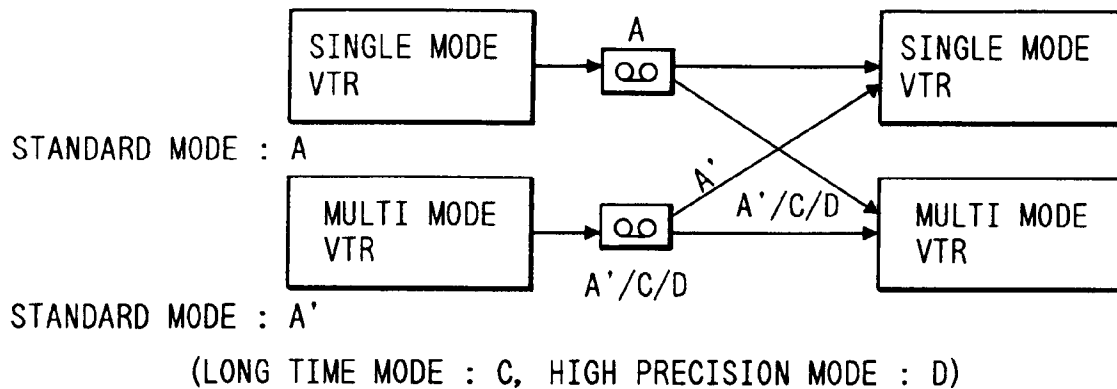 A
SINGLE MODE
VTR
SINGLE MODE
VTR
STANDARD MODE : A
MULTI MODE
VTR
A'
A'/C/D
MULTI MODE
VTR
A'/C/D
STANDARD MODE : A'
(LONG TIME MODE : C, HIGH PRECISION MODE : D)